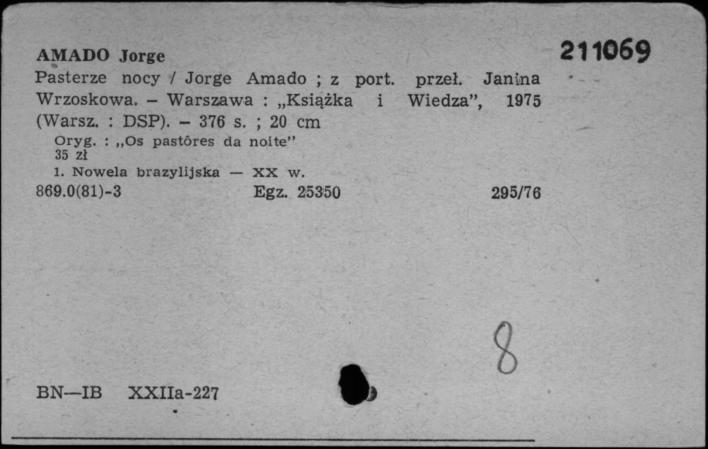 AMADO Jorge
211069
Pasterze nocy / Jorge Amado ; z port. przeł. Janina
Wrzoskowa. – Warszawa : „Książka i Wiedza”, 1975
(Warsz. : DSP). – 376 s. ; 20 cm
Oryg. : „Os pastôres da noite”
35 zł
1. Nowela brazylijska — XX w.
869.0(81)-3 Egz. 25350 295/76
8
BN—IB XXIIa-227